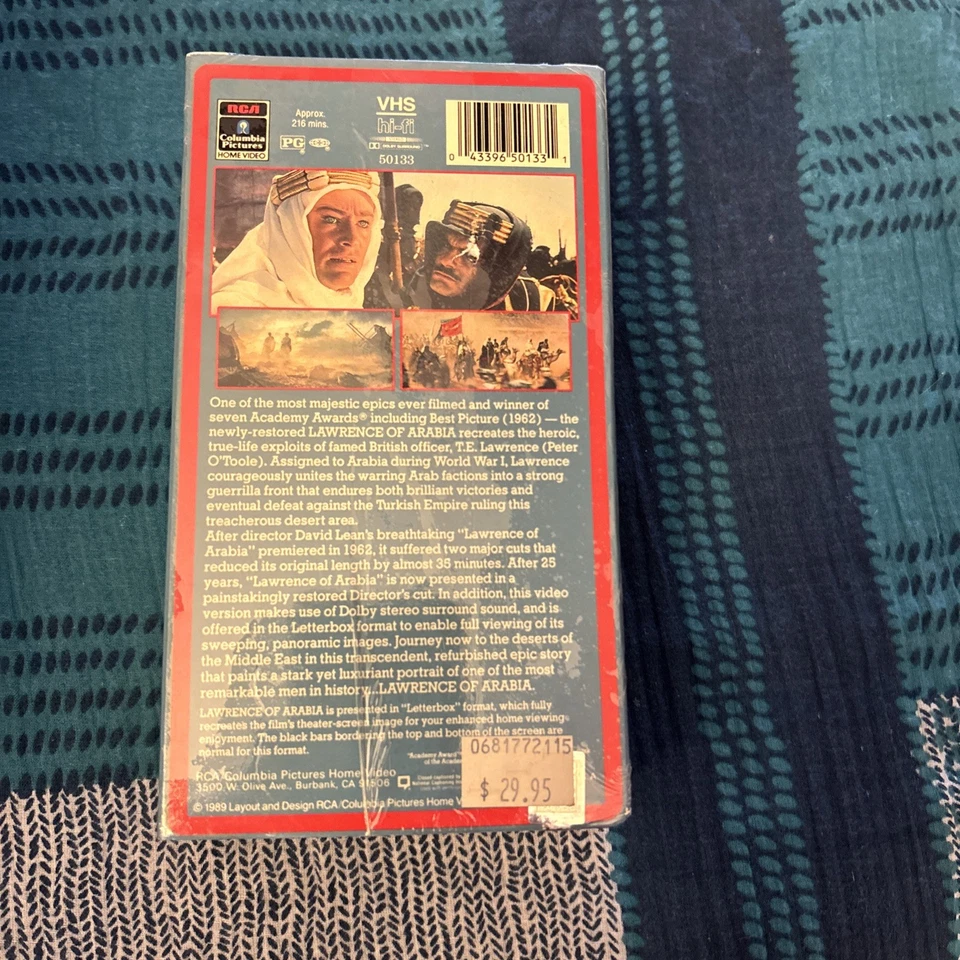 RCA
Columbia
Pictures
HOME VIDEO
Approx.
216 mins.
PG
VHS
hi-fi
DOLBY SURROUND
50133
0 43396 50133 1
One of the most majestic epics ever filmed and winner of
seven Academy Awards® including Best Picture (1962) — the
newly-restored LAWRENCE OF ARABIA recreates the heroic,
true-life exploits of famed British officer, T.E. Lawrence (Peter
O'Toole). Assigned to Arabia during World War I, Lawrence
courageously unites the warring Arab factions into a strong
guerrilla front that endures both brilliant victories and
eventual defeat against the Turkish Empire ruling this
treacherous desert area.
After director David Lean's breathtaking "Lawrence of
Arabia" premiered in 1962, it suffered two major cuts that
reduced its original length by almost 35 minutes. After 25
years, "Lawrence of Arabia" is now presented in a
painstakingly restored Director's cut. In addition, this video
version makes use of Dolby stereo surround sound, and is
offered in the Letterbox format to enable full viewing of its
sweeping, panoramic images. Journey now to the deserts of
the Middle East in this transcendent, refurbished epic story
that paints a stark yet luxuriant portrait of one of the most
remarkable men in history...LAWRENCE OF ARABIA.
LAWRENCE OF ARABIA is presented in "Letterbox" format, which fully
recreates the film's theater-screen image for your enhanced home viewing
enjoyment. The black bars bordering the top and bottom of the screen are
normal for this format.
"Academy Award"
of the Acade
RCA/Columbia Pictures Home Video
3500 W. Olive Ave., Burbank, CA 91506
Closed captioned by
National Captioning
© 1989 Layout and Design RCA/Columbia Pictures Home V
0681772115
$ 29.95